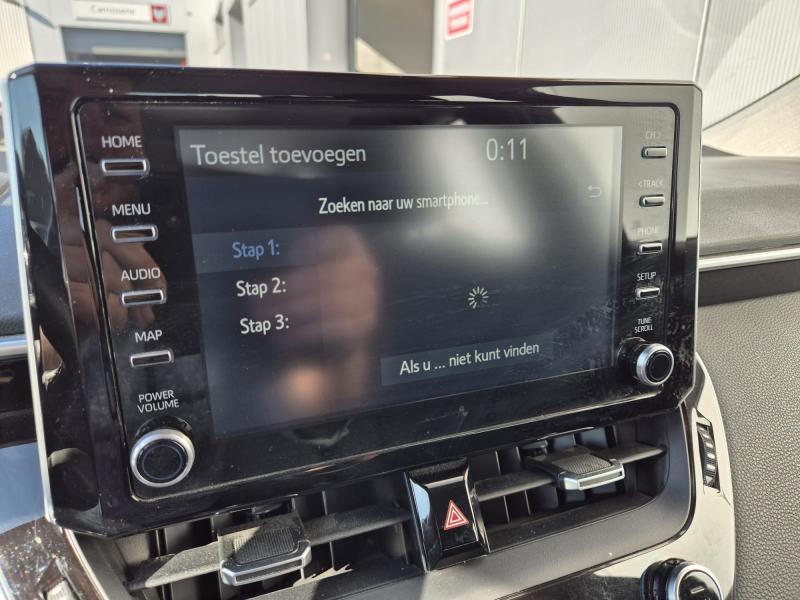 Carrosserie
HOME
MENU
AUDIO
MAP
POWER
VOLUME
Toestel toevoegen
0:11
Zoeken naar uw smartphone...
Stap 1:
Stap 2:
Stap 3:
Als u ... niet kunt vinden
CH >
< TRACK
PHONE
SETUP
TUNE
SCROLL